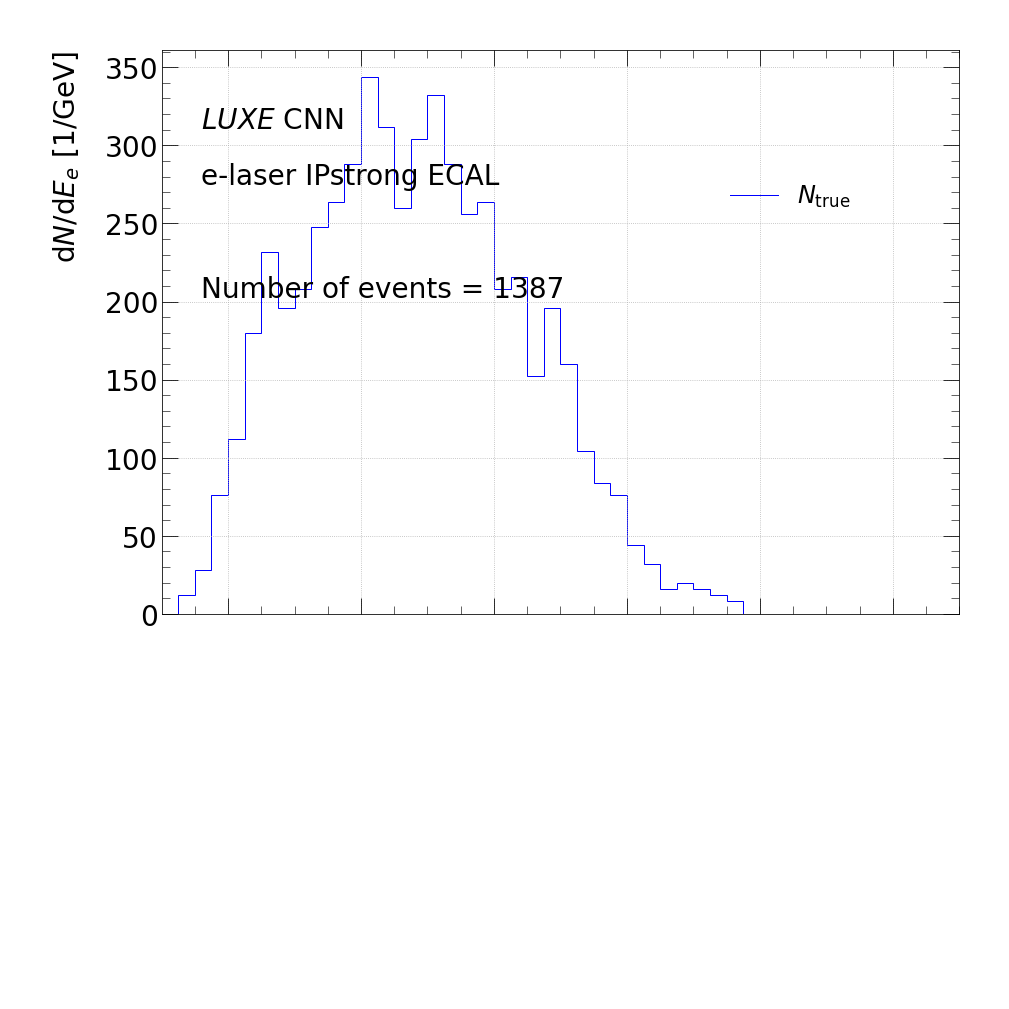 dN/dE_e [1/GeV]
350
300
250
200
150
100
50
0
LUXE CNN
e-laser IPstrong ECAL
Number of events = 1387
N_true